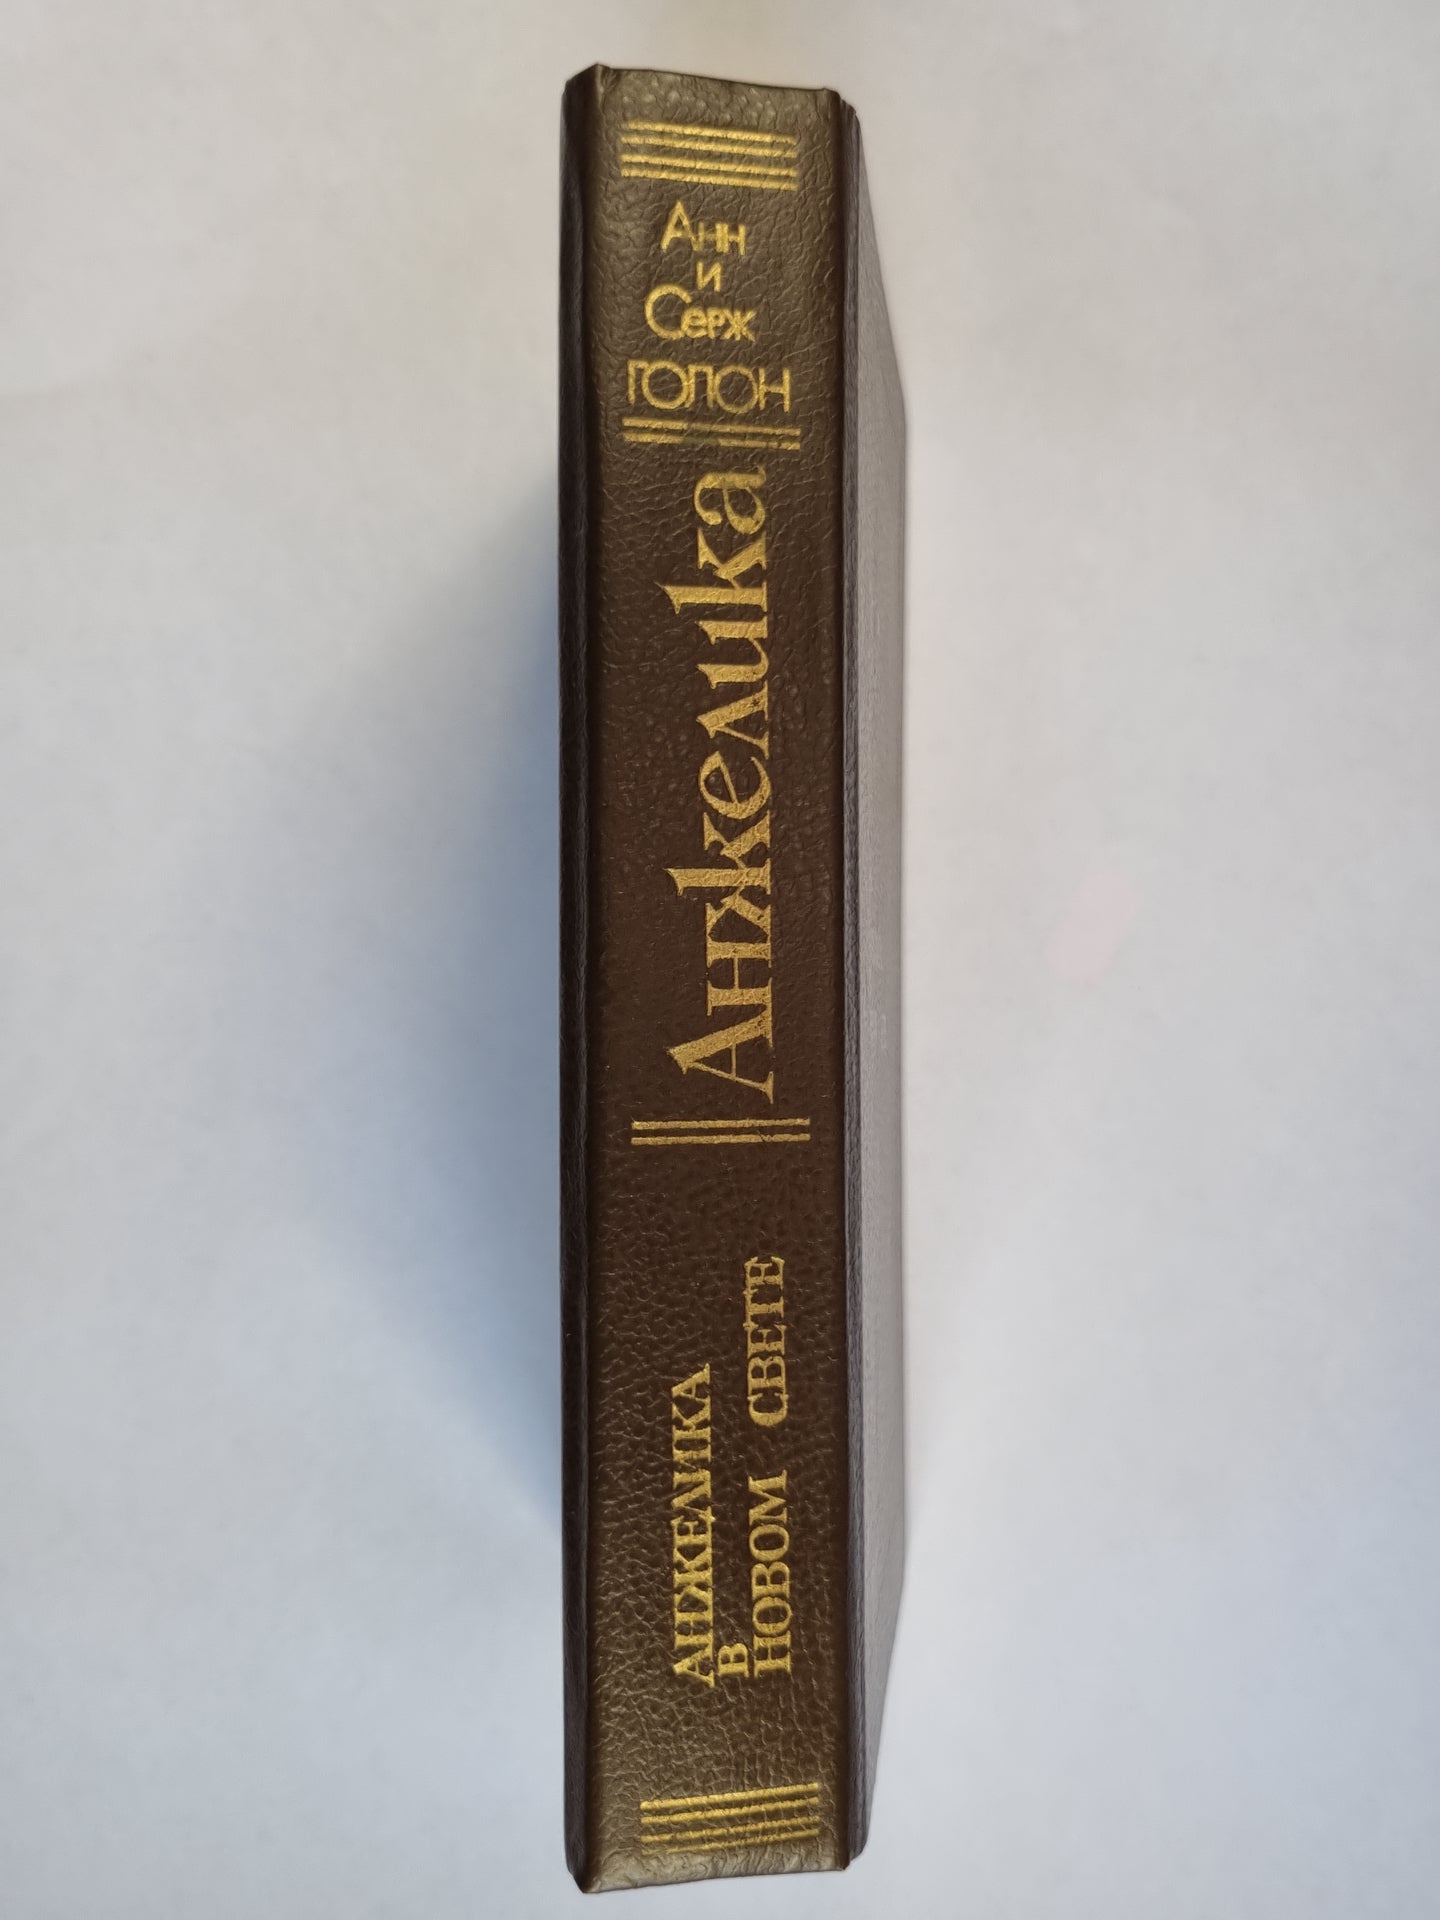 Анн
и
Серж
ГОЛОН
Анжелика
АНЖЕЛИКА
В
НОВОМ СВЕТЕ